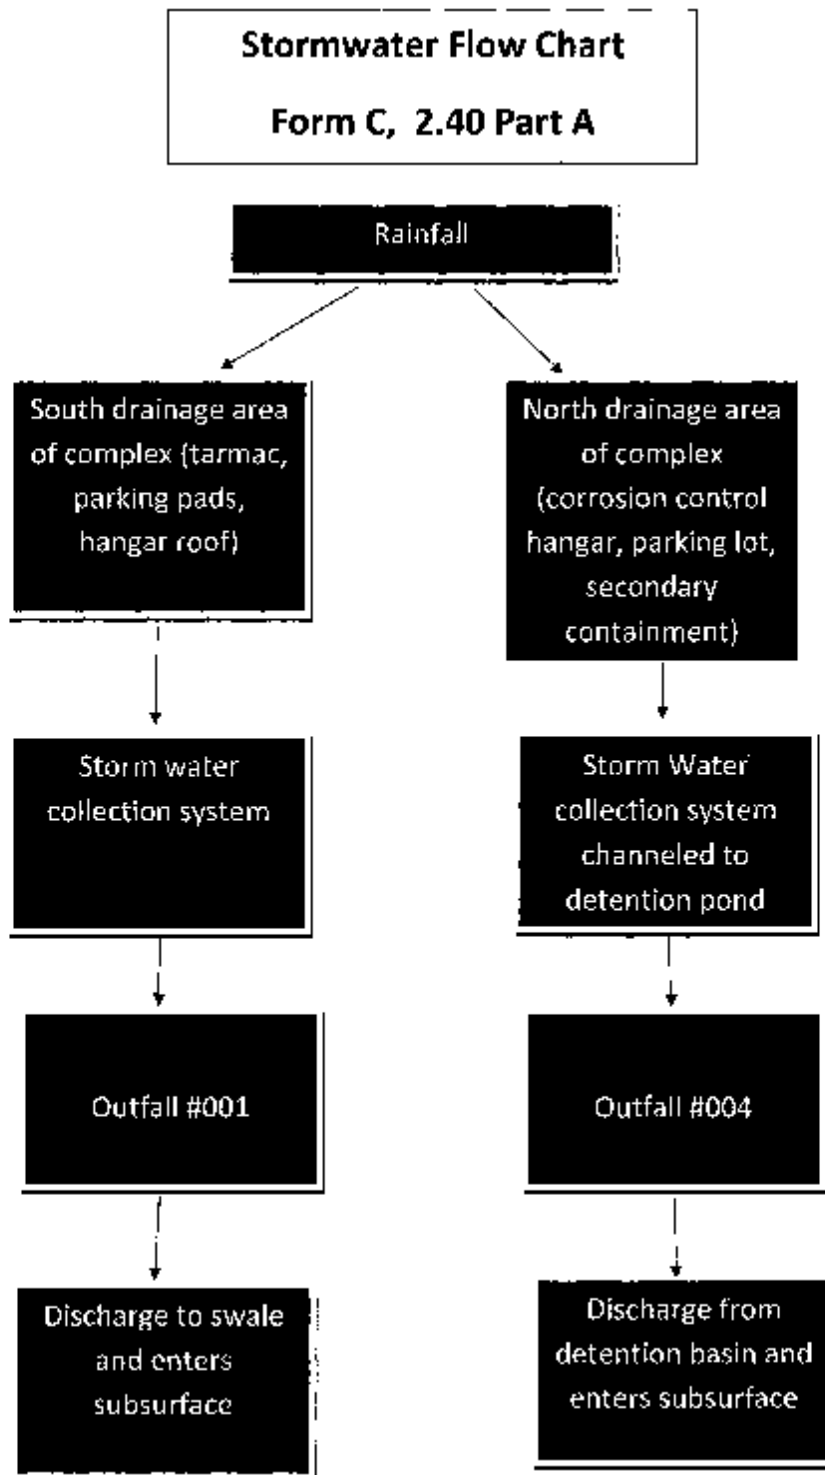 Stormwater Flow Chart
Form C, 2.40 Part A
Rainfall
South drainage area
of complex (tarmac,
parking pads,
hangar roof)
North drainage area
of complex
(corrosion control
hangar, parking lot,
secondary
containment)
Storm water
collection system
Storm Water
collection system
channeled to
detention pond
Outfall #001
Outfall #004
Discharge to swale
and enters
subsurface
Discharge from
detention basin and
enters subsurface